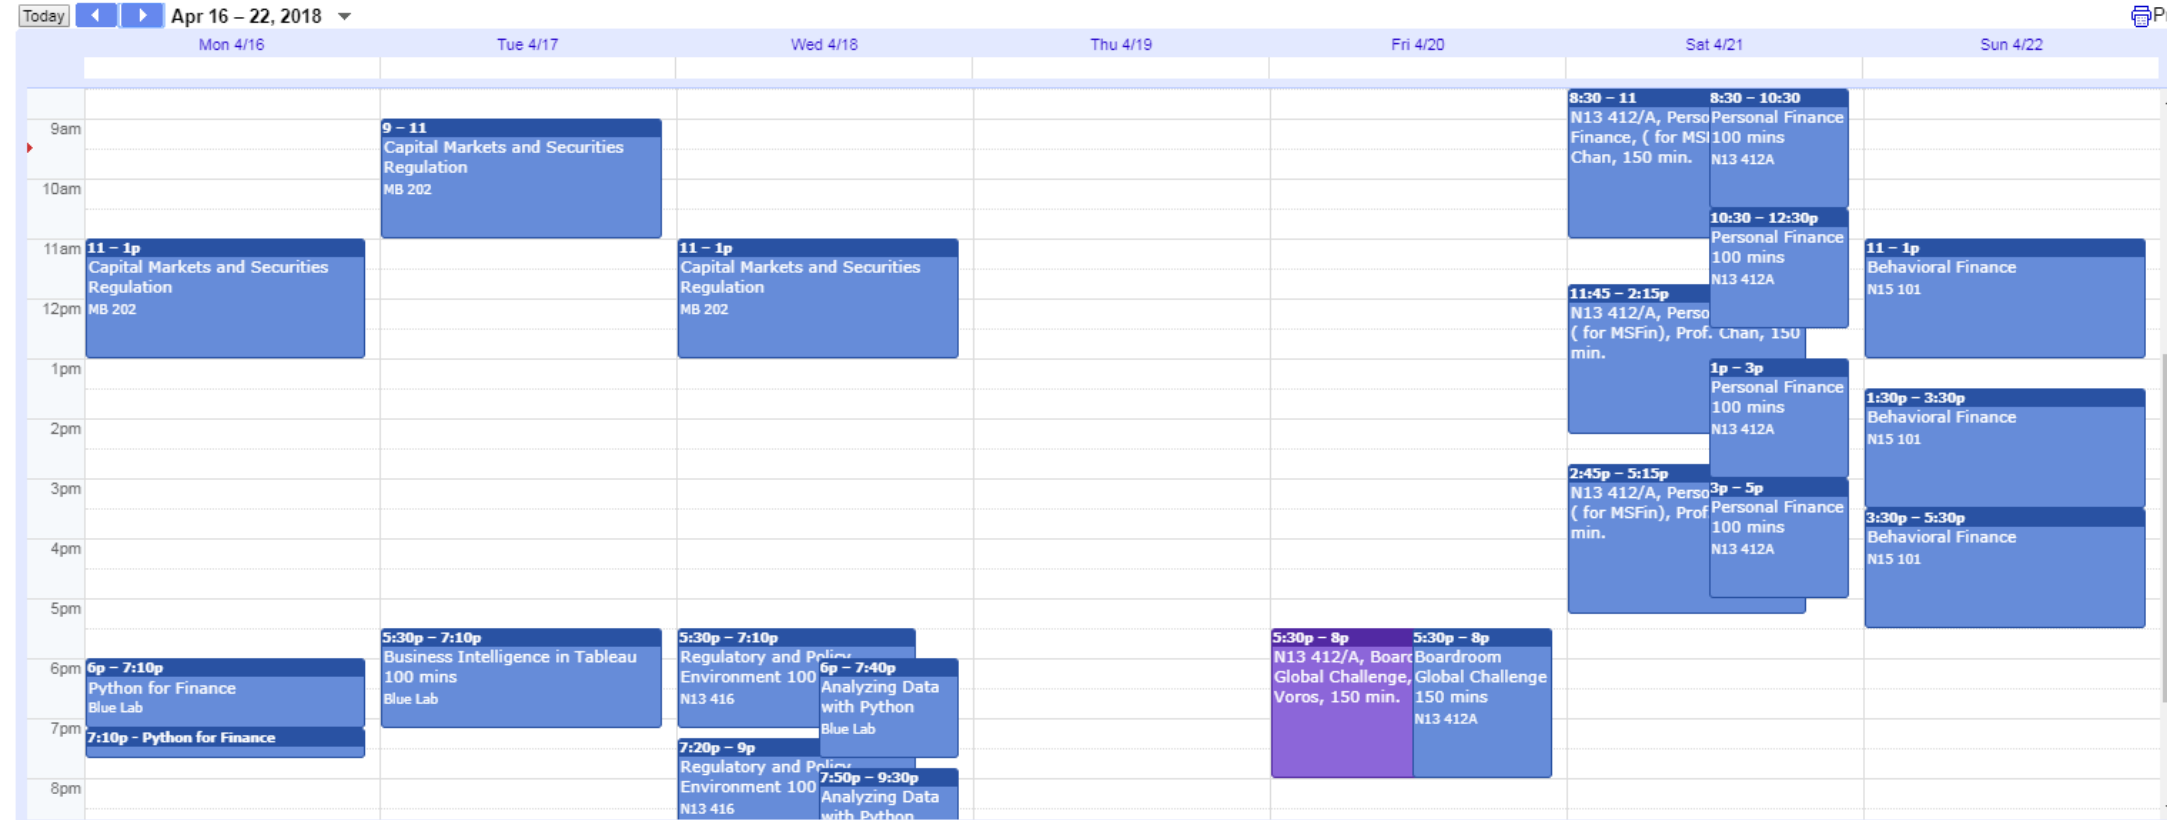 Today Apr 16 – 22, 2018
Mon 4/16 Tue 4/17 Wed 4/18 Thu 4/19 Fri 4/20 Sat 4/21 Sun 4/22
9am
10am
11am
12pm
1pm
2pm
3pm
4pm
5pm
6pm
7pm
8pm
11 – 1p
Capital Markets and Securities
Regulation
MB 202
6p – 7:10p
Python for Finance
Blue Lab
7:10p - Python for Finance
9 – 11
Capital Markets and Securities
Regulation
MB 202
5:30p – 7:10p
Business Intelligence in Tableau
100 mins
Blue Lab
11 – 1p
Capital Markets and Securities
Regulation
MB 202
5:30p – 7:10p
Regulatory and Policy
Environment 100
N13 416
6p – 7:40p
Analyzing Data
with Python
Blue Lab
7:20p – 9p
Regulatory and Policy
Environment 100
N13 416
7:50p – 9:30p
Analyzing Data
with Python
5:30p – 8p
N13 412/A, Board
Global Challenge,
Voros, 150 min.
5:30p – 8p
Boardroom
Global Challenge
150 mins
N13 412A
8:30 – 11
N13 412/A, Perso
Finance, ( for MSF
Chan, 150 min.
8:30 – 10:30
Personal Finance
100 mins
N13 412A
10:30 – 12:30p
Personal Finance
100 mins
N13 412A
11:45 – 2:15p
N13 412/A, Perso
( for MSFin), Prof. Chan, 150
min.
1p – 3p
Personal Finance
100 mins
N13 412A
2:45p – 5:15p
N13 412/A, Perso
( for MSFin), Prof
min.
3p – 5p
Personal Finance
100 mins
N13 412A
11 – 1p
Behavioral Finance
N15 101
1:30p – 3:30p
Behavioral Finance
N15 101
3:30p – 5:30p
Behavioral Finance
N15 101